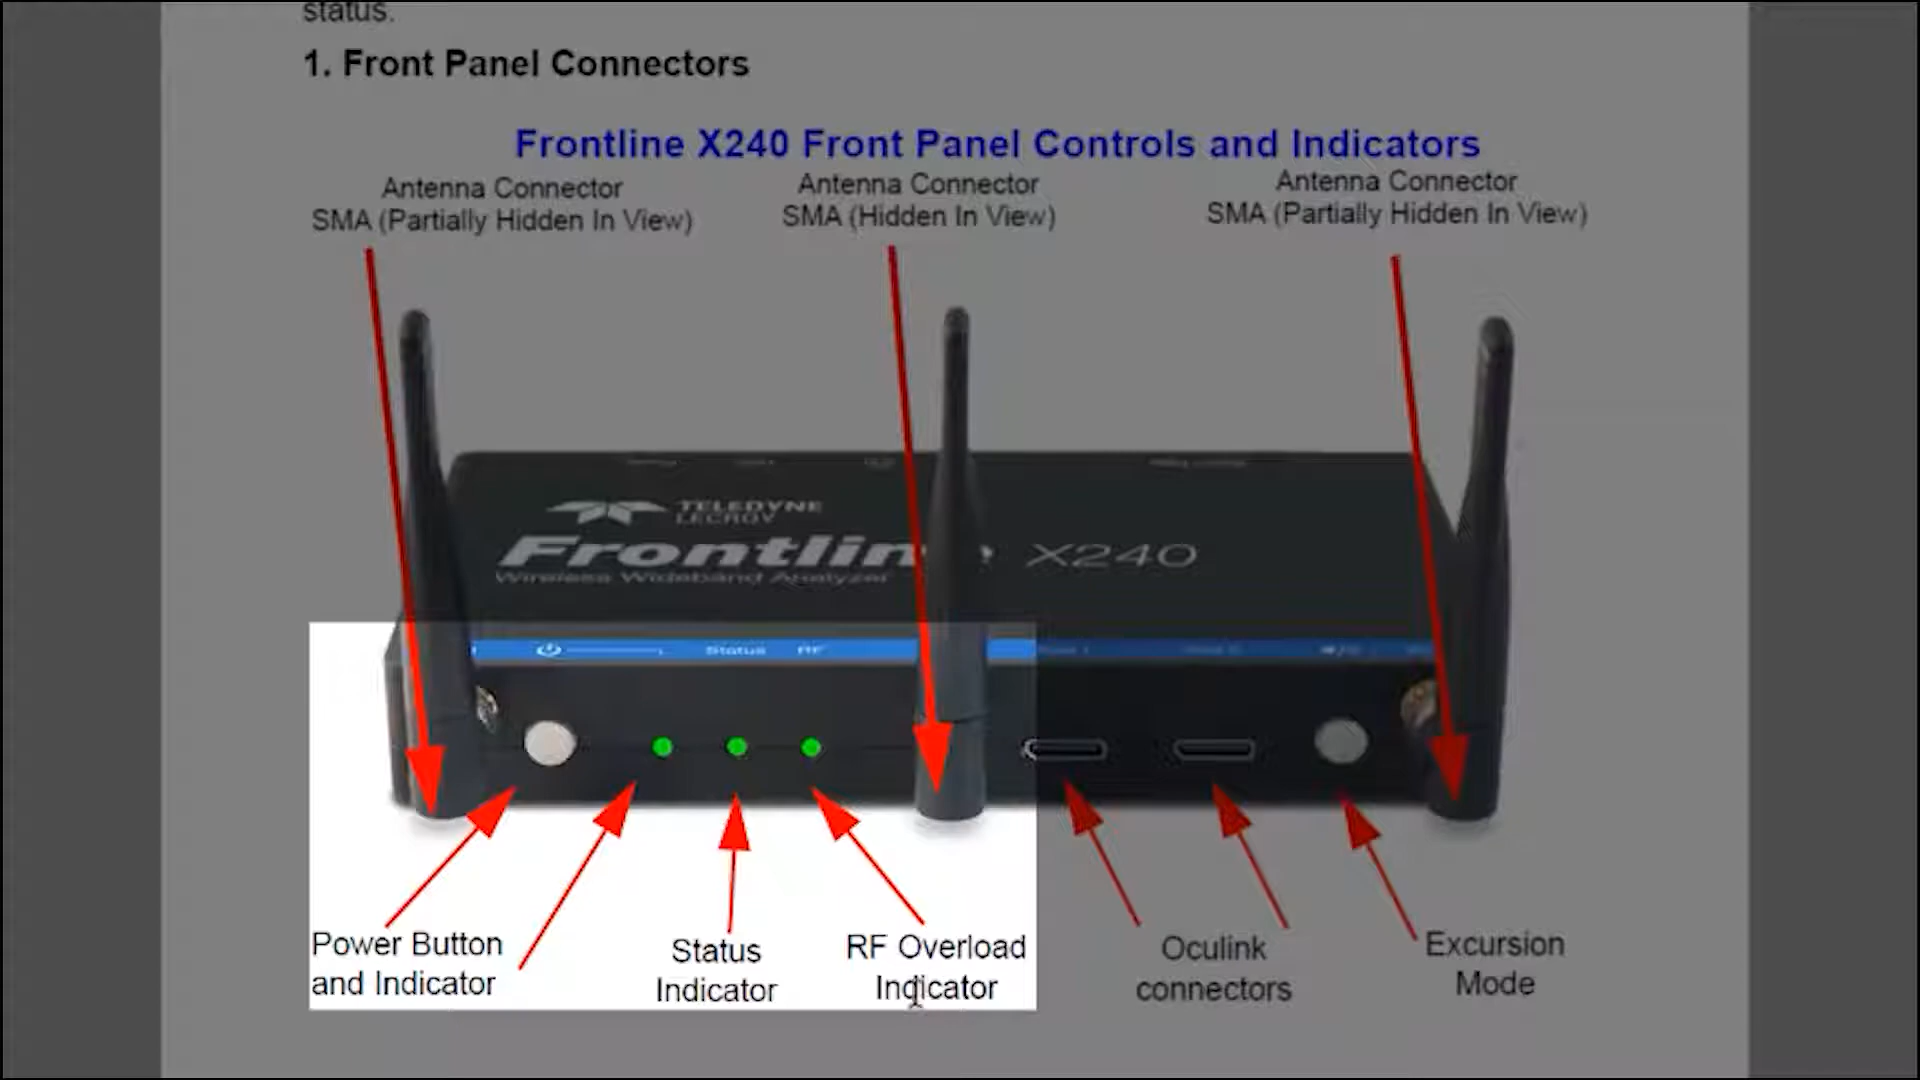 status.
1. Front Panel Connectors
Frontline X240 Front Panel Controls and Indicators
Antenna Connector
SMA (Partially Hidden In View)
Antenna Connector
SMA (Hidden In View)
Antenna Connector
SMA (Partially Hidden In View)
TELEDYNE
LECROY
Frontlin
X240
Wireless Wideband Analyzer
Status RF
Power Button
and Indicator
Status
Indicator
RF Overload
Indicator
Oculink
connectors
Excursion
Mode